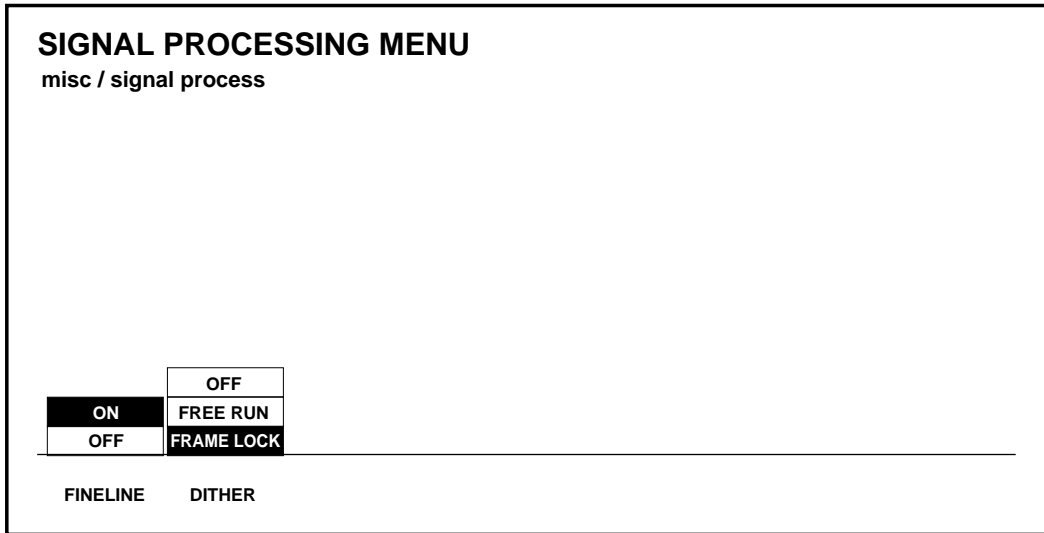 SIGNAL PROCESSING MENU
misc / signal process
OFF
ON FREE RUN
OFF FRAME LOCK
FINELINE DITHER